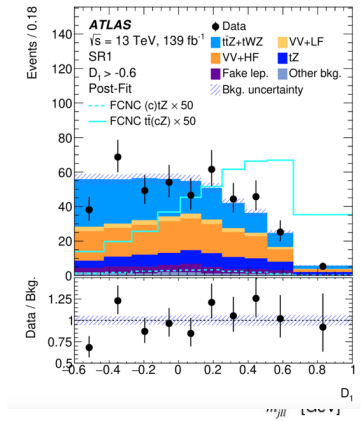 Events / 0.18
140
120
100
80
60
40
20
0
ATLAS
√s = 13 TeV, 139 fb⁻¹
SR1
D₁ > -0.6
Post-Fit
FCNC (c)tZ × 50
FCNC tt̄(cZ) × 50
Data
tt̄Z+tWZ VV+LF
VV+HF tZ
Fake lep. Other bkg.
Bkg. uncertainty
Data / Bkg.
1.25
1
0.75
0.5
-0.6 -0.4 -0.2 0 0.2 0.4 0.6 0.8 1
D₁